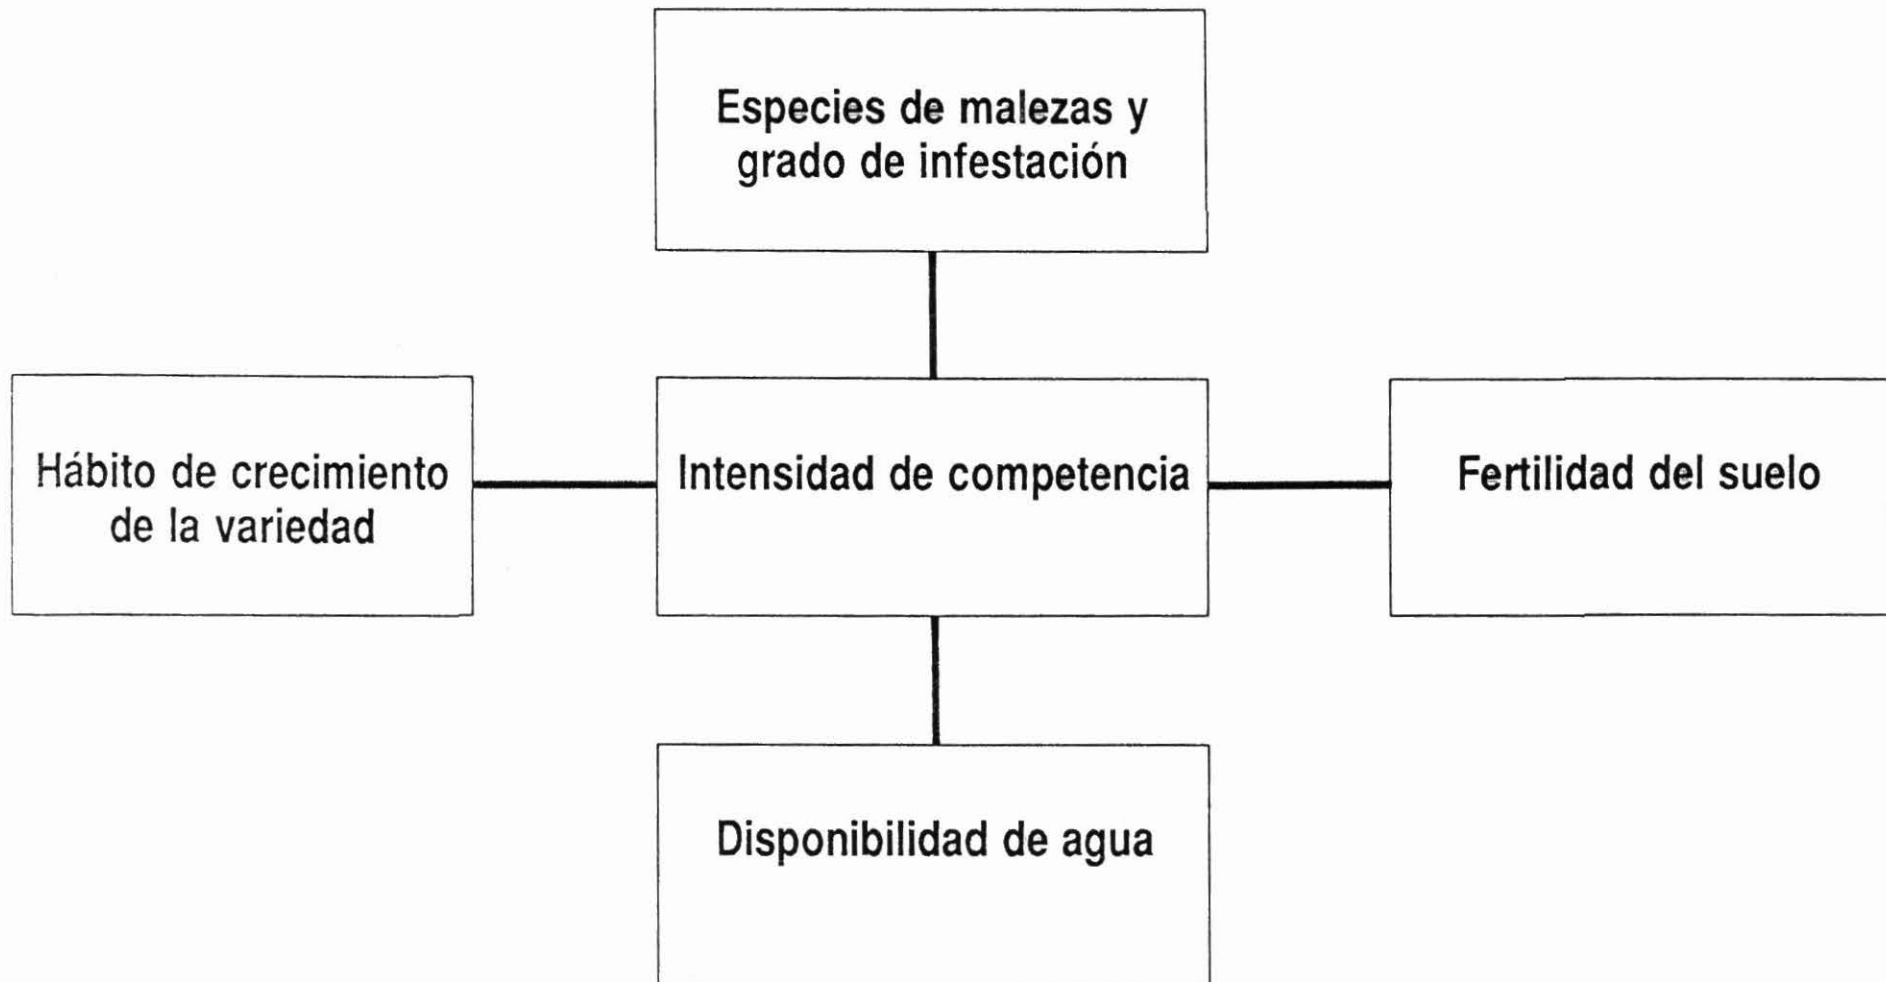 Especies de malezas y
grado de infestación
Hábito de crecimiento
de la variedad
Intensidad de competencia
Fertilidad del suelo
Disponibilidad de agua